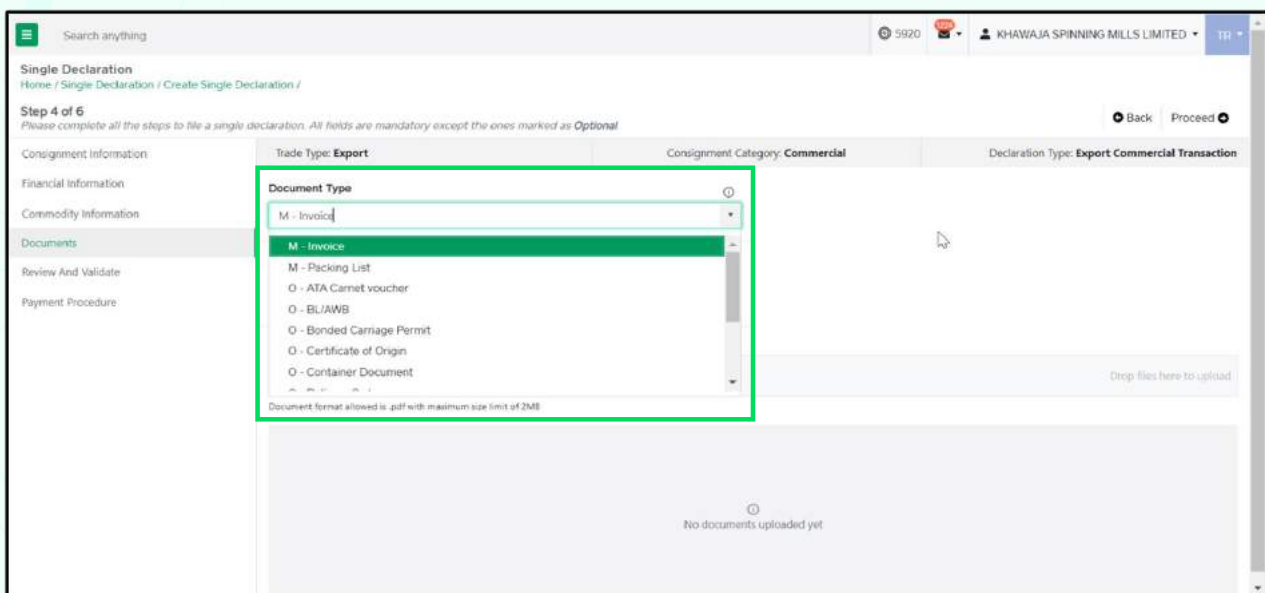 Search anything
5920
KHAWAJA SPINNING MILLS LIMITED
TR
Single Declaration
Home / Single Declaration / Create Single Declaration /
Step 4 of 6
Please complete all the steps to file a single declaration. All fields are mandatory except the ones marked as Optional
Back Proceed
Consignment Information
Financial Information
Commodity Information
Documents
Review And Validate
Payment Procedure
Trade Type: Export Consignment Category: Commercial Declaration Type: Export Commercial Transaction
Document Type
M - Invoice
M - Invoice
M - Packing List
O - ATA Carnet voucher
O - BL/AWB
O - Bonded Carriage Permit
O - Certificate of Origin
O - Container Document
Document format allowed is .pdf with maximum size limit of 2MB
Drop files here to upload
No documents uploaded yet